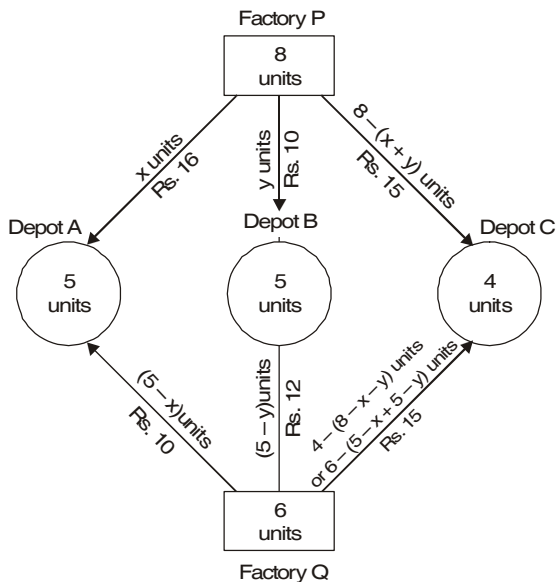 Factory P
8
units
x units
Rs. 16
y units
Rs. 10
8 – (x + y) units
Rs. 15
Depot A
Depot B
Depot C
5
units
5
units
4
units
(5 – x)units
Rs. 10
(5 – y)units
Rs. 12
4 – (8 – x – y) units
or 6 – (5 – x + 5 – y) units
Rs. 15
6
units
Factory Q